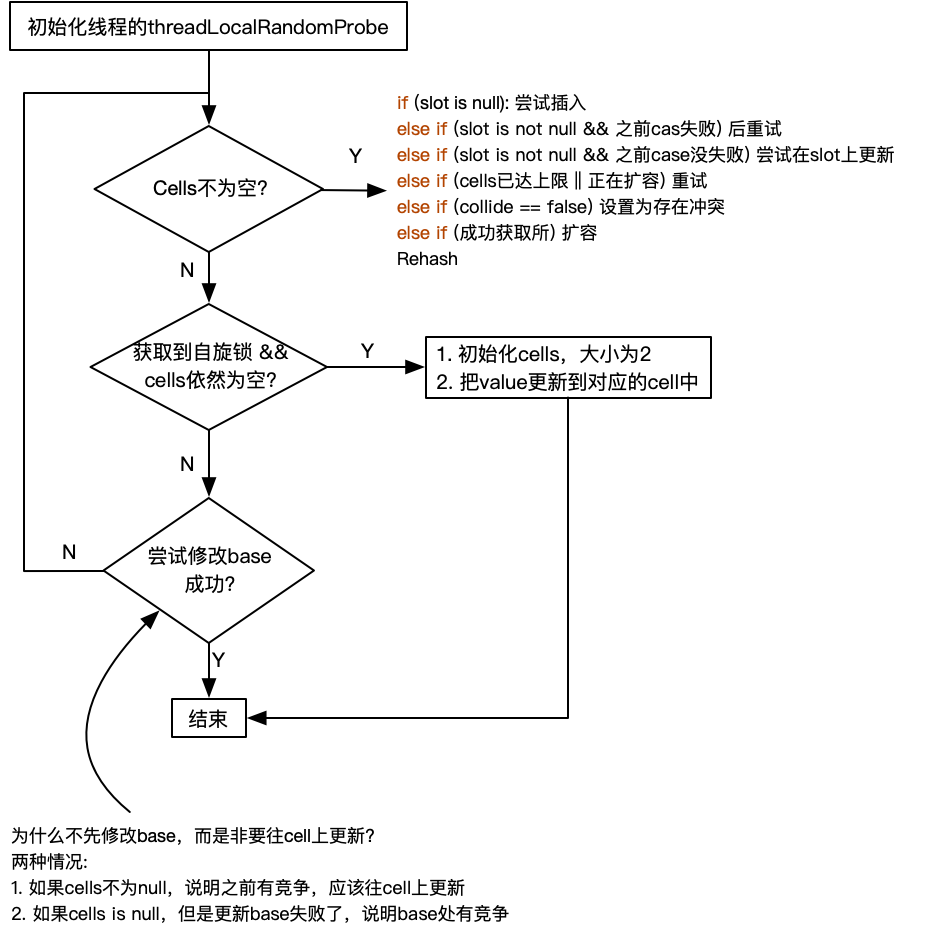 初始化线程的threadLocalRandomProbe
if (slot is null): 尝试插入
else if (slot is not null && 之前cas失败) 后重试
else if (slot is not null && 之前case没失败) 尝试在slot上更新
else if (cells已达上限 || 正在扩容) 重试
else if (collide == false) 设置为存在冲突
else if (成功获取所) 扩容
Rehash
Y
Cells不为空?
N
获取到自旋锁 &&
cells依然为空?
Y
1. 初始化cells，大小为2
2. 把value更新到对应的cell中
N
N
尝试修改base
成功?
Y
结束
为什么不先修改base，而是非要往cell上更新?
两种情况:
1. 如果cells不为null，说明之前有竞争，应该往cell上更新
2. 如果cells is null，但是更新base失败了，说明base处有竞争